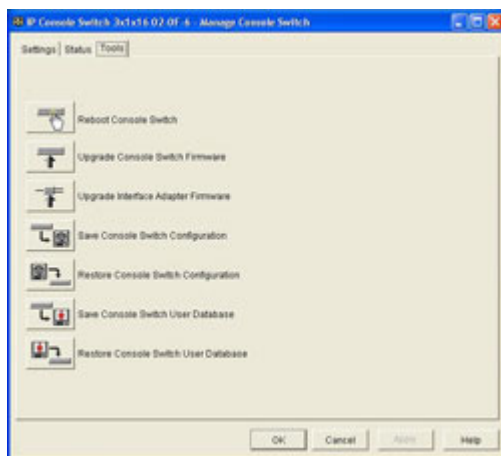 IP Console Switch 3x1x16 02 0F-6 - Manage Console Switch
Settings Status Tools
Reboot Console Switch
Upgrade Console Switch Firmware
Upgrade Interface Adapter Firmware
Save Console Switch Configuration
Restore Console Switch Configuration
Save Console Switch User Database
Restore Console Switch User Database
OK Cancel Apply Help